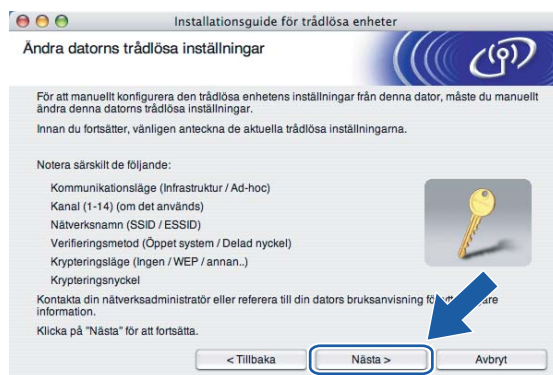 Installationsguide för trådlösa enheter
Ändra datorns trådlösa inställningar
För att manuellt konfigurera den trådlösa enhetens inställningar från denna dator, måste du manuellt
ändra denna datorns trådlösa inställningar.
Innan du fortsätter, vänligen anteckna de aktuella trådlösa inställningarna.
Notera särskilt de följande:
Kommunikationsläge (Infrastruktur / Ad-hoc)
Kanal (1-14) (om det används)
Nätverksnamn (SSID / ESSID)
Verifieringsmetod (Öppet system / Delad nyckel)
Krypteringsläge (Ingen / WEP / annan..)
Krypteringsnyckel
Kontakta din nätverksadministratör eller referera till din dators bruksanvisning
information.
Klicka på "Nästa" för att fortsätta.
< Tillbaka
Nästa >
Avbryt